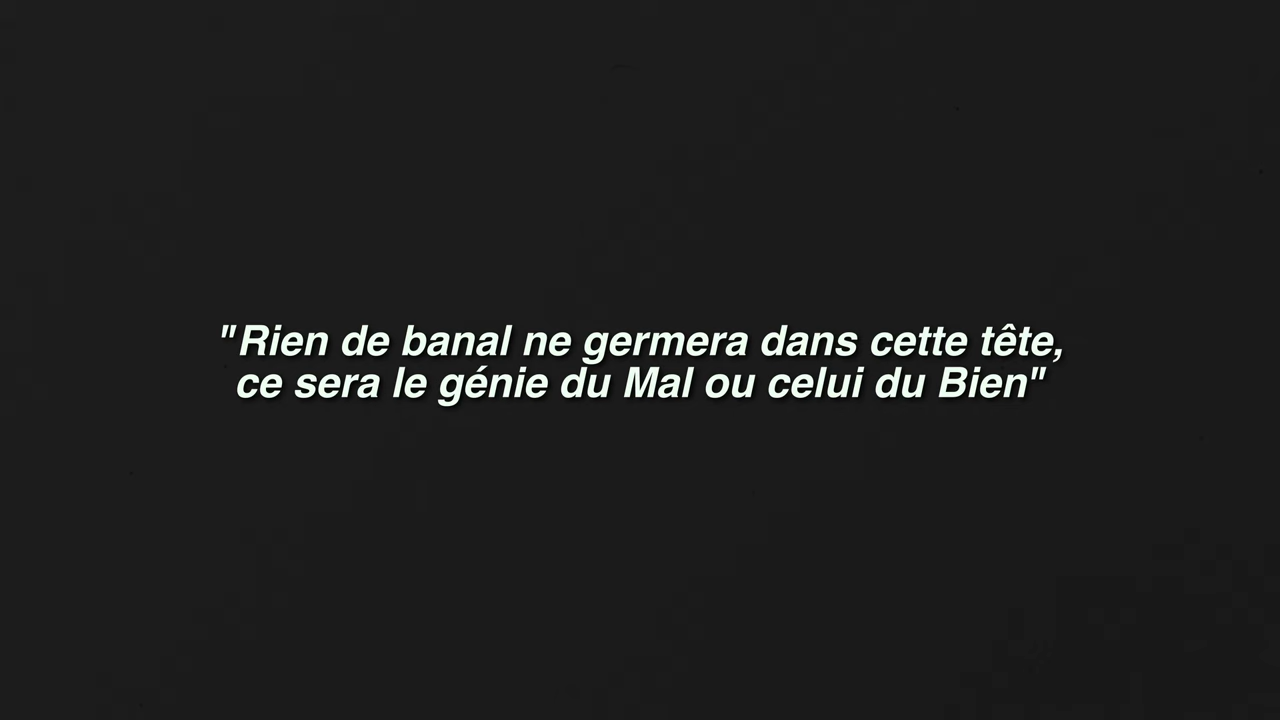 "Rien de banal ne germera dans cette tête,
ce sera le génie du Mal ou celui du Bien"